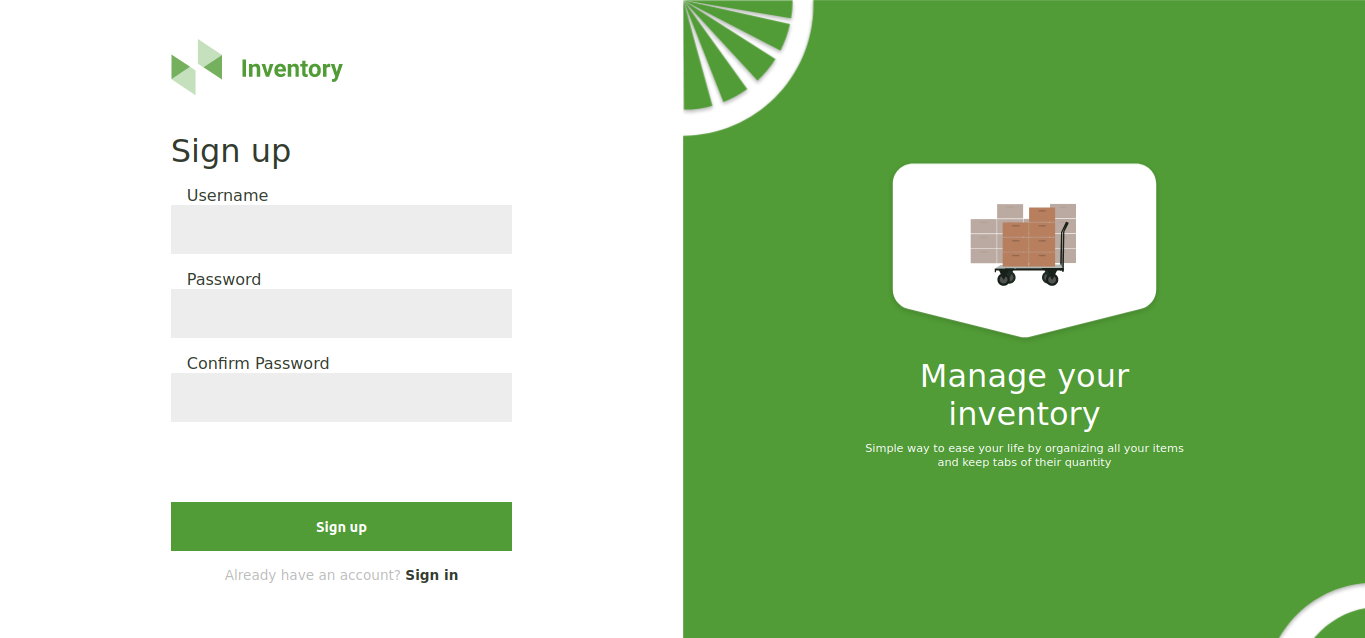 Inventory
Sign up
Username
Password
Confirm Password
Sign up
Already have an account? Sign in
Manage your
inventory
Simple way to ease your life by organizing all your items
and keep tabs of their quantity